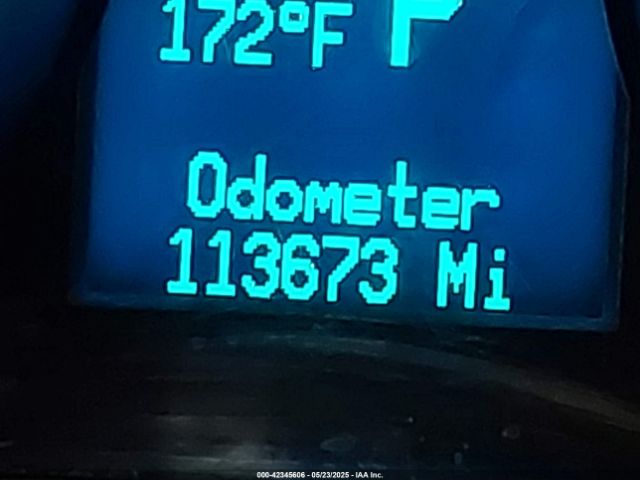 172°F P
Odometer
113673 Mi
000-42345606 - 05/23/2025 - IAA Inc.